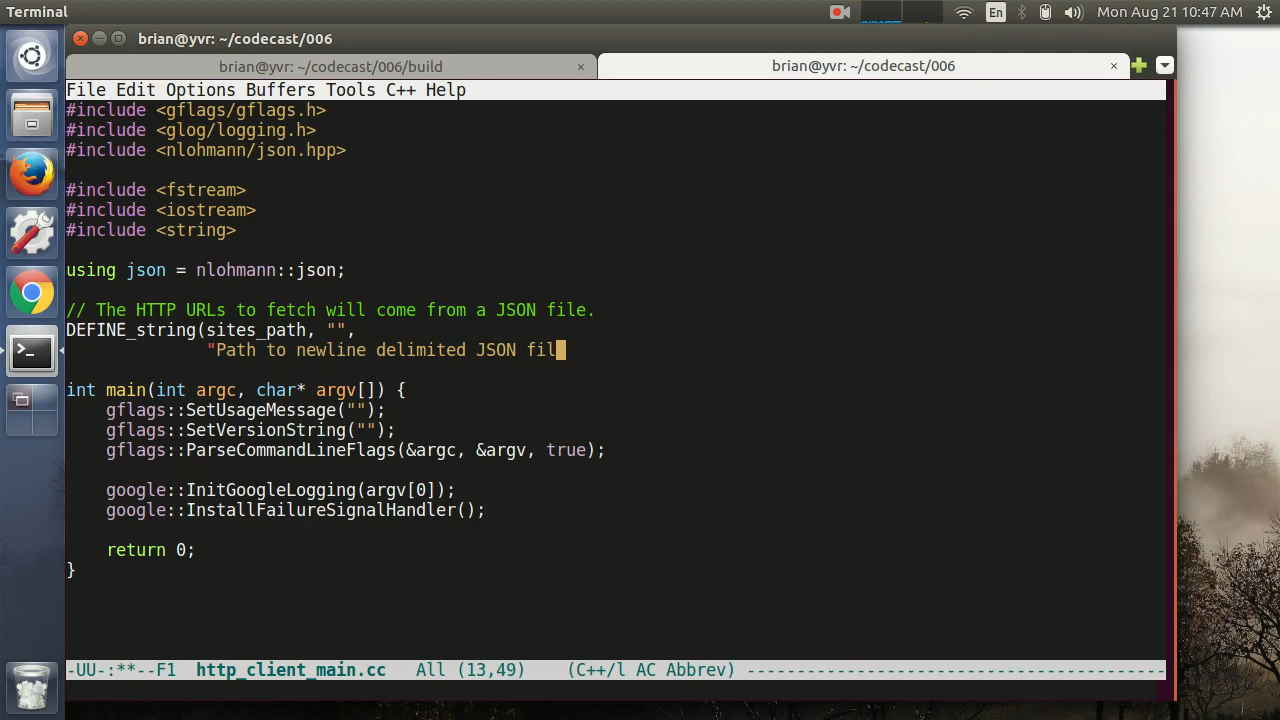 Terminal
En
Mon Aug 21 10:47 AM
brian@yvr: ~/codecast/006
brian@yvr: ~/codecast/006/build ×
brian@yvr: ~/codecast/006 ×
File Edit Options Buffers Tools C++ Help
#include <gflags/gflags.h>
#include <glog/logging.h>
#include <nlohmann/json.hpp>
#include <fstream>
#include <iostream>
#include <string>
using json = nlohmann::json;
// The HTTP URLs to fetch will come from a JSON file.
DEFINE_string(sites_path, "",
"Path to newline delimited JSON fil
int main(int argc, char* argv[]) {
gflags::SetUsageMessage("");
gflags::SetVersionString("");
gflags::ParseCommandLineFlags(&argc, &argv, true);
google::InitGoogleLogging(argv[0]);
google::InstallFailureSignalHandler();
return 0;
}
-UU-:**--F1 http_client_main.cc All (13,49) (C++/l AC Abbrev) ------------------------------------------